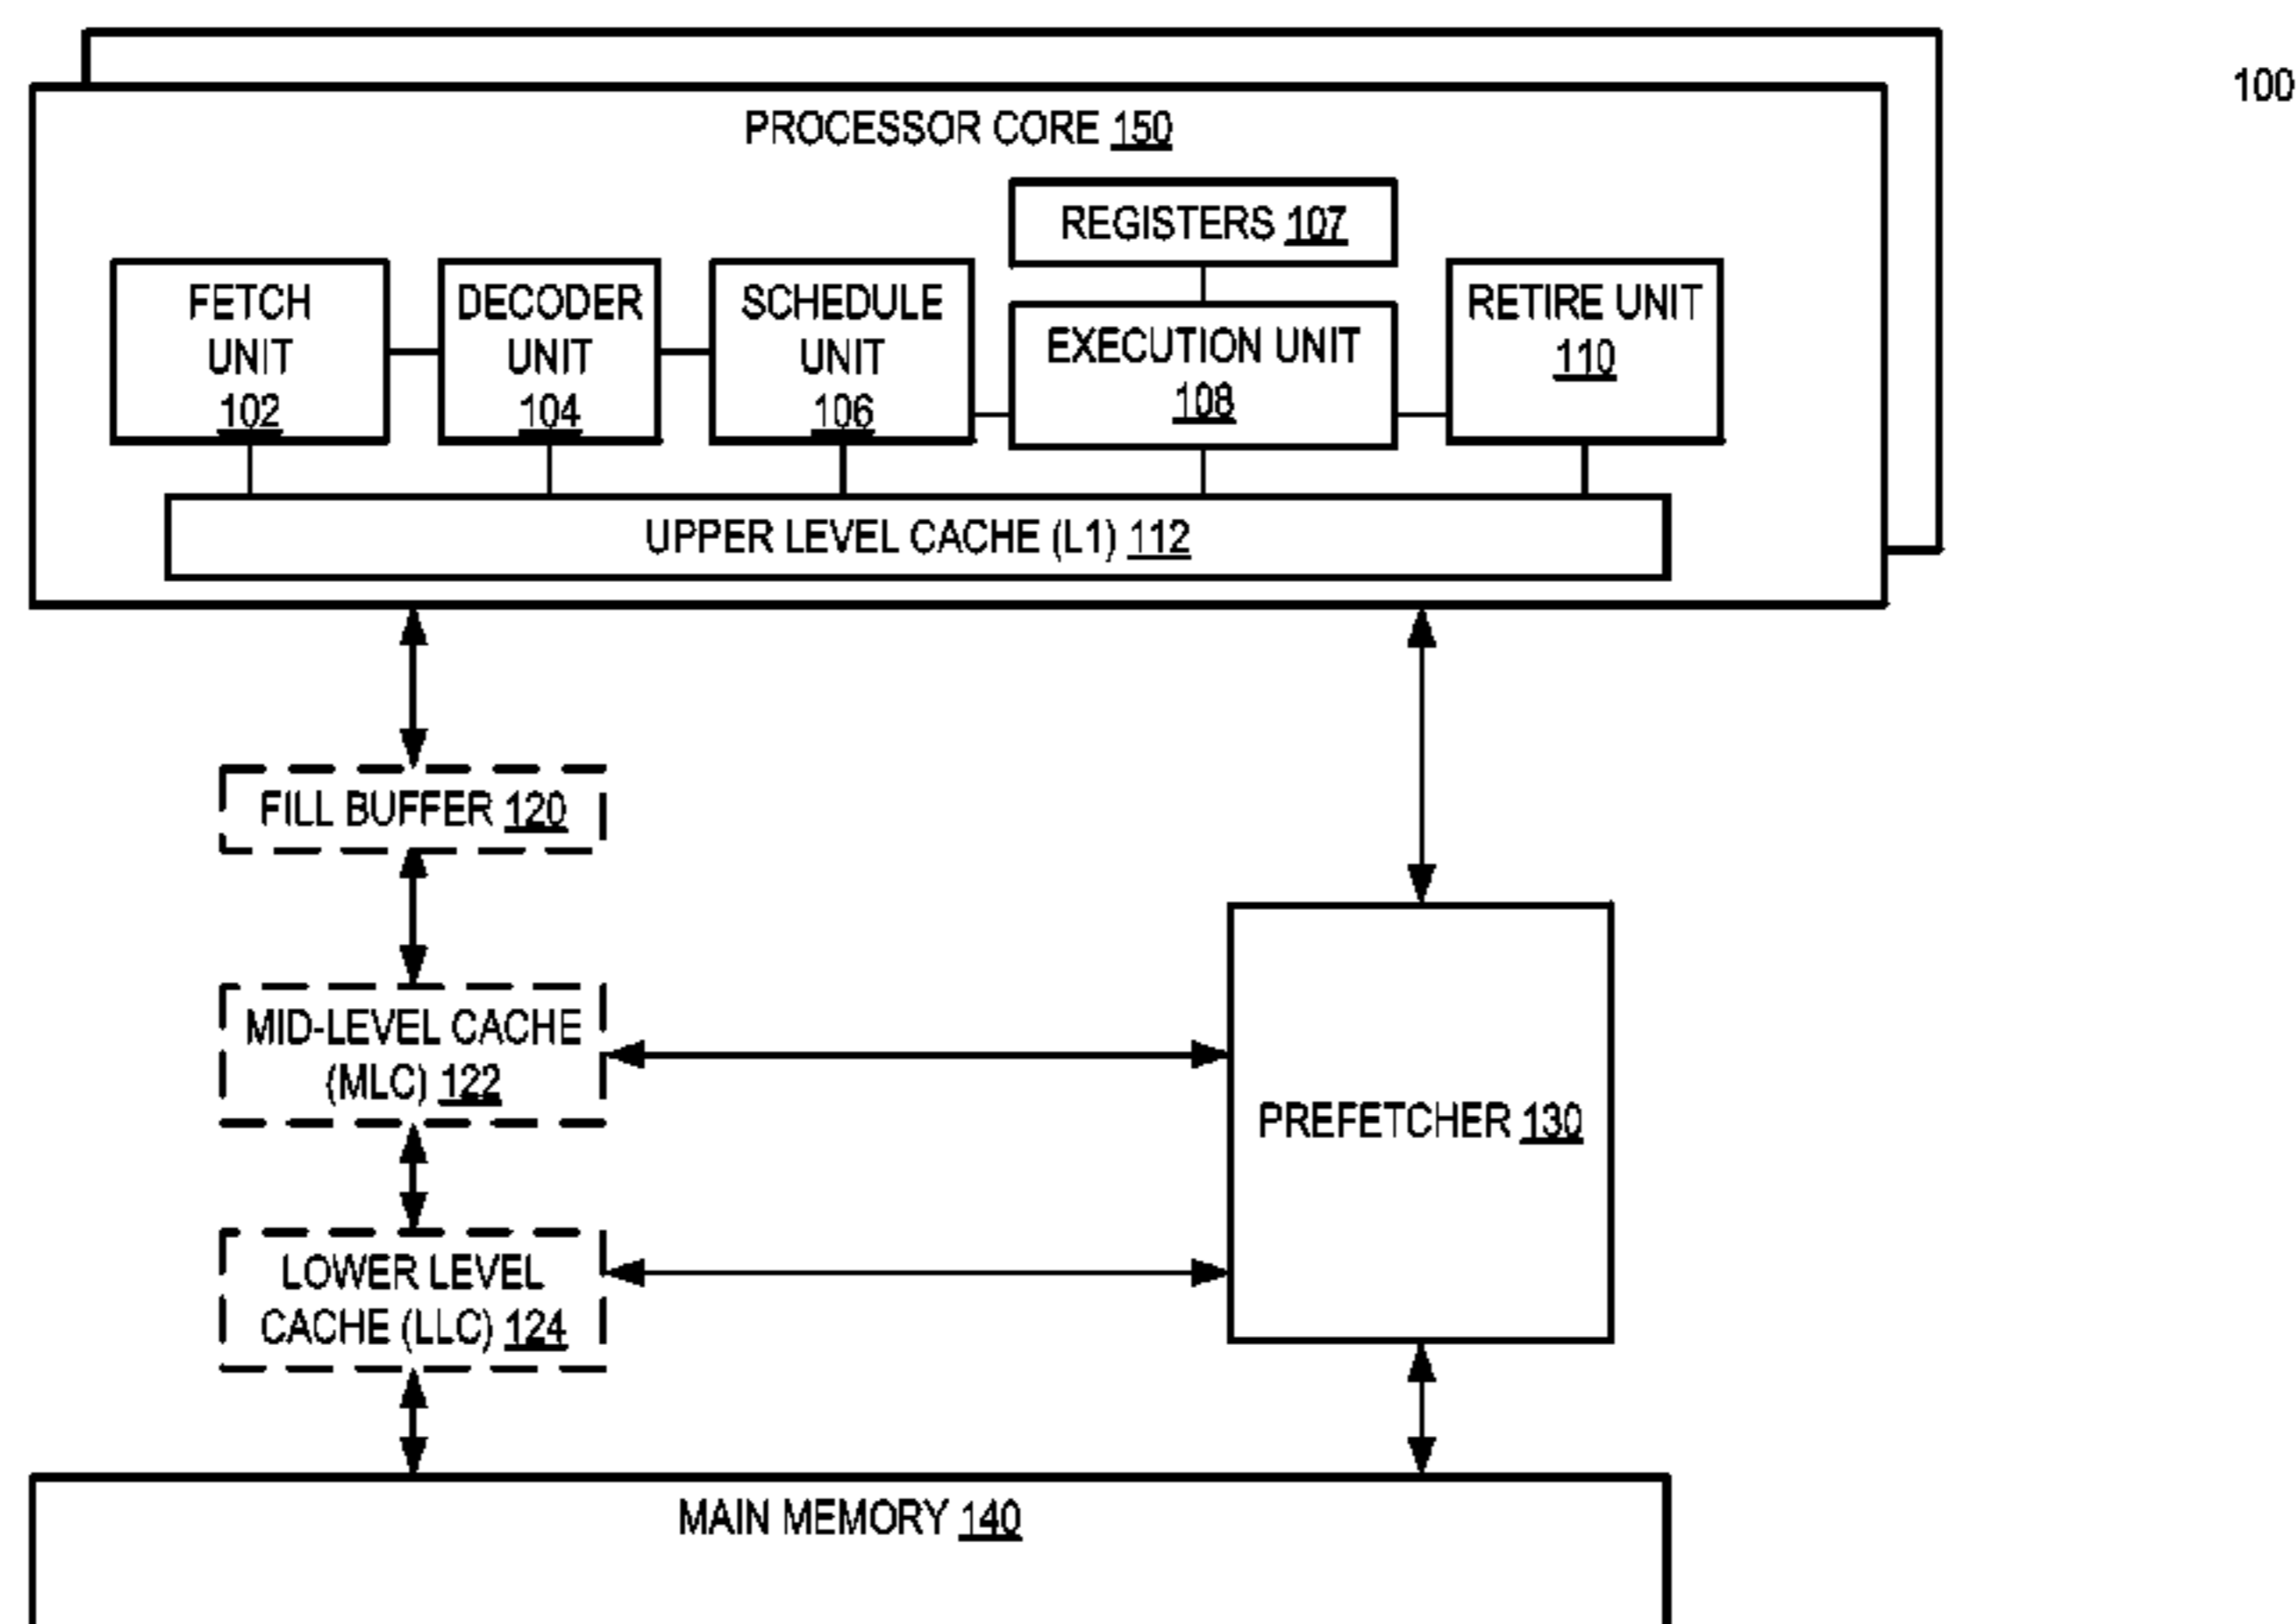 100
PROCESSOR CORE 150
REGISTERS 107
FETCH
UNIT
102
DECODER
UNIT
104
SCHEDULE
UNIT
106
EXECUTION UNIT
108
RETIRE UNIT
110
UPPER LEVEL CACHE (L1) 112
FILL BUFFER 120
MID-LEVEL CACHE
(MLC) 122
PREFETCHER 130
LOWER LEVEL
CACHE (LLC) 124
MAIN MEMORY 140